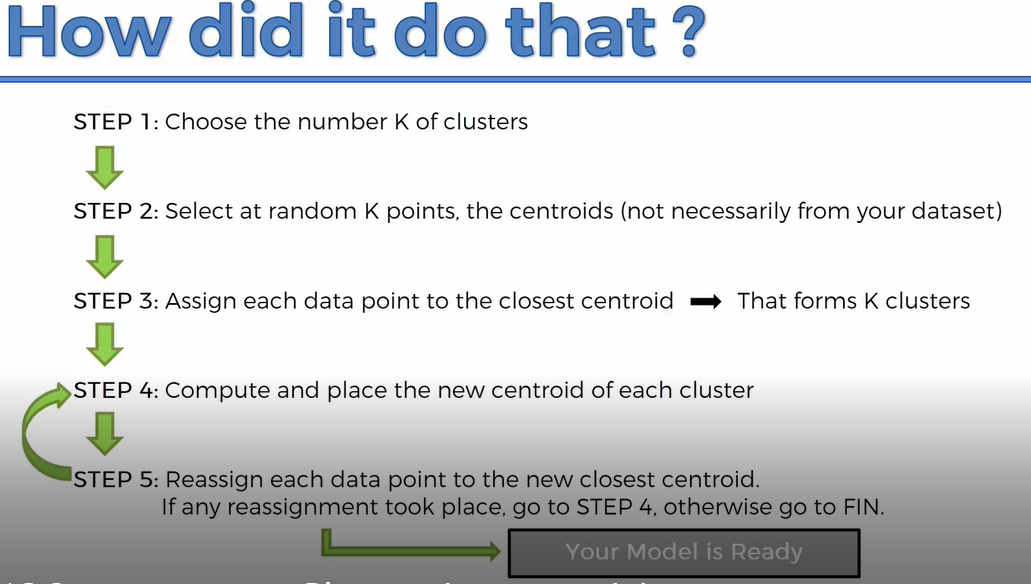 How did it do that ?
STEP 1: Choose the number K of clusters
STEP 2: Select at random K points, the centroids (not necessarily from your dataset)
STEP 3: Assign each data point to the closest centroid That forms K clusters
STEP 4: Compute and place the new centroid of each cluster
STEP 5: Reassign each data point to the new closest centroid.
If any reassignment took place, go to STEP 4, otherwise go to FIN.
Your Model is Ready